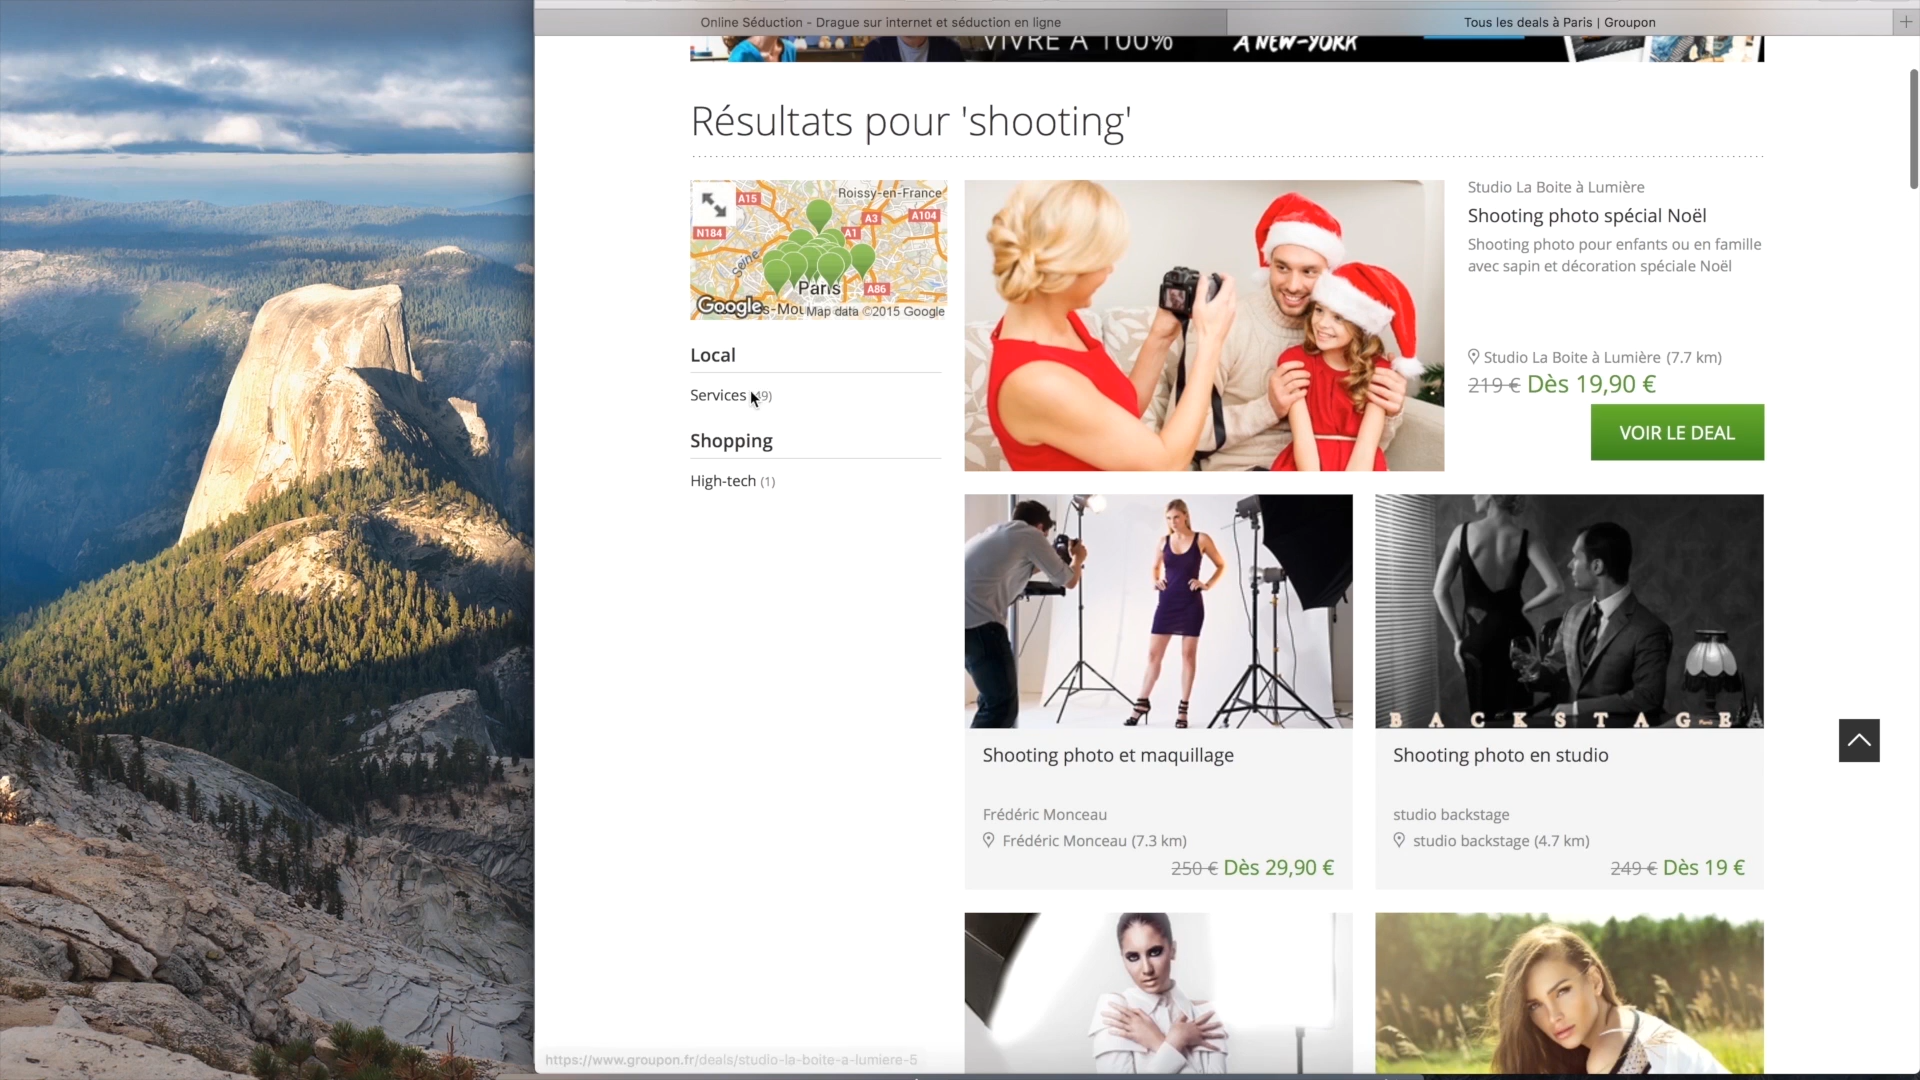 Online Séduction - Drague sur internet et séduction en ligne
Tous les deals à Paris | Groupon
VIVRE À 100%
À NEW-YORK
Résultats pour 'shooting'
Roissy-en-France
A15
A3
A104
N184
A1
Seine
Paris
A86
Google
Map data ©2015 Google
Local
Services
Shopping
High-tech (1)
Studio La Boite à Lumière
Shooting photo spécial Noël
Shooting photo pour enfants ou en famille
avec sapin et décoration spéciale Noël
Studio La Boite à Lumière (7.7 km)
219 € Dès 19,90 €
VOIR LE DEAL
BACKSTAGE
Shooting photo et maquillage
Frédéric Monceau
Frédéric Monceau (7.3 km)
250 € Dès 29,90 €
Shooting photo en studio
studio backstage
studio backstage (4.7 km)
249 € Dès 19 €
https://www.groupon.fr/deals/studio-la-boite-a-lumiere-5